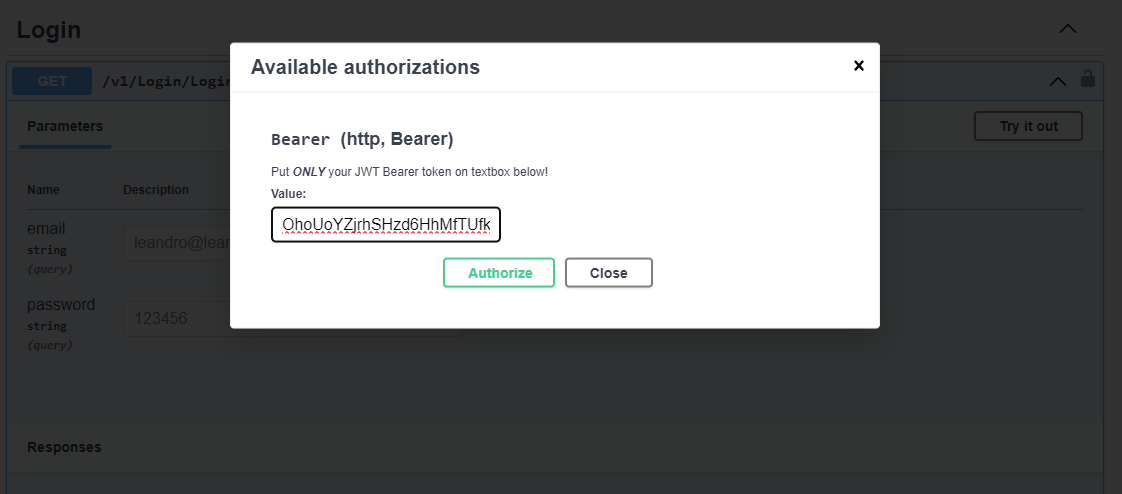 Login
Available authorizations
×
GET
/v1/Login/Login
Parameters
Try it out
Bearer (http, Bearer)
Put ONLY your JWT Bearer token on textbox below!
Value:
OhoUoYZjrhSHzd6HhMfTUfk
Authorize
Close
Name
Description
email
string
(query)
leandro@lean
password
string
(query)
123456
Responses